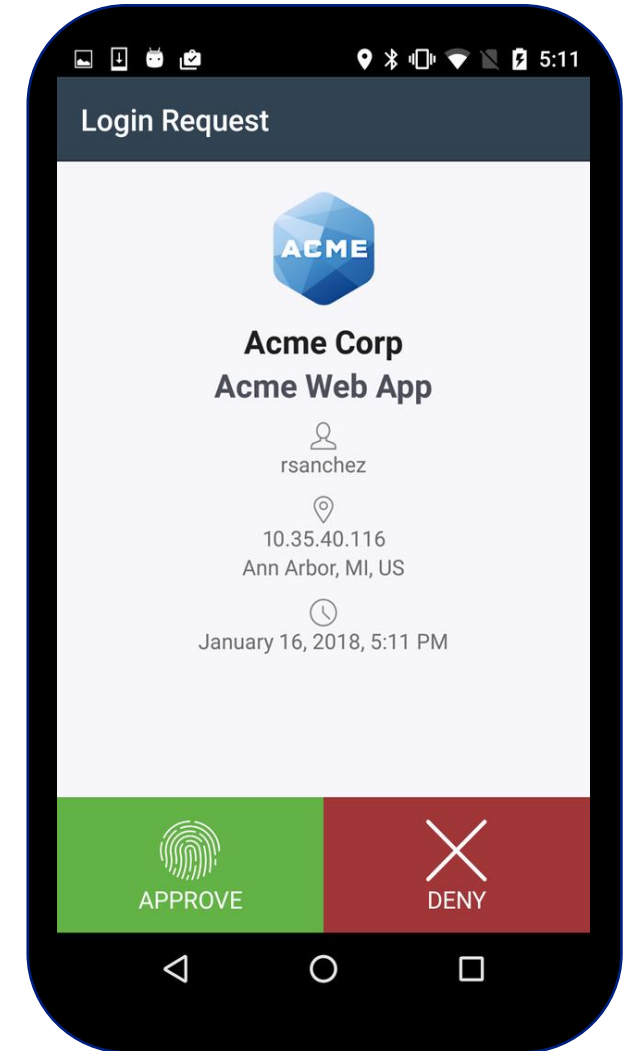 5:11
Login Request
ACME
Acme Corp
Acme Web App
rsanchez
10.35.40.116
Ann Arbor, MI, US
January 16, 2018, 5:11 PM
APPROVE
DENY